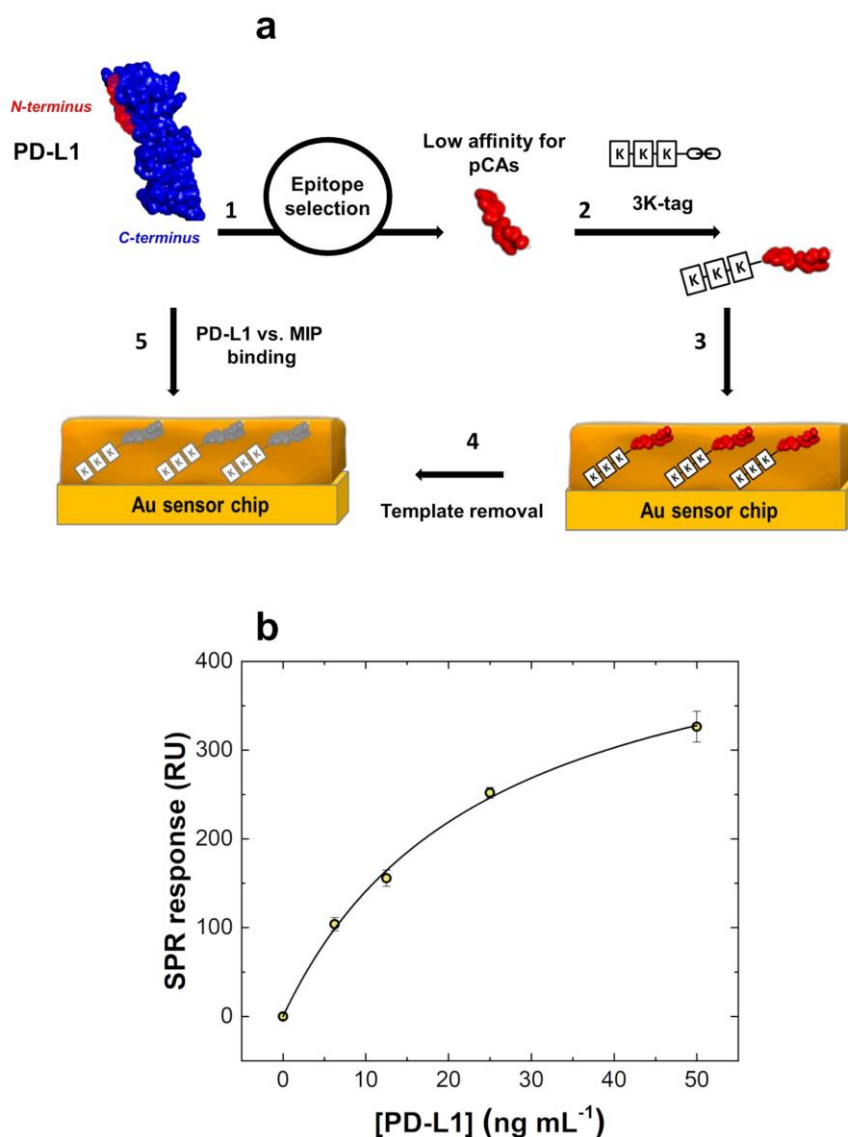 a
N-terminus
PD-L1
C-terminus
1
Epitope
selection
Low affinity for
pCAs
2
K K K
3K-tag
K K K
5
PD-L1 vs. MIP
binding
3
K K K K K K K K K
Au sensor chip
4
Template removal
K K K K K K K K K
Au sensor chip
b
SPR response (RU)
400
300
200
100
0
0 10 20 30 40 50
[PD-L1] (ng mL⁻¹)